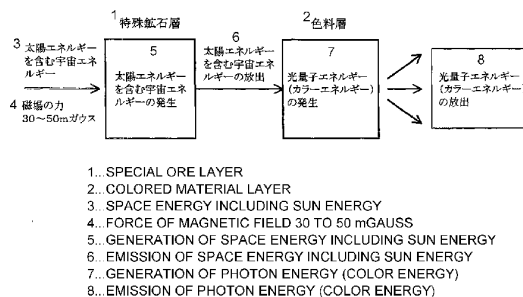 1 特殊鉱石層
2 色料層
3 太陽エネルギー
を含む宇宙エネ
ルギー
4 磁場の力
30～50mガウス
5
太陽エネルギー
を含む宇宙エネ
ルギーの発生
6
太陽エネルギー
を含む宇宙エネ
ルギーの放出
7
光量子エネルギー
(カラーエネルギー)
の発生
8
光量子エネルギー
(カラーエネルギー)
の放出
1...SPECIAL ORE LAYER
2...COLORED MATERIAL LAYER
3...SPACE ENERGY INCLUDING SUN ENERGY
4...FORCE OF MAGNETIC FIELD 30 TO 50 mGAUSS
5...GENERATION OF SPACE ENERGY INCLUDING SUN ENERGY
6...EMISSION OF SPACE ENERGY INCLUDING SUN ENERGY
7...GENERATION OF PHOTON ENERGY (COLOR ENERGY)
8...EMISSION OF PHOTON ENERGY (COLOR ENERGY)